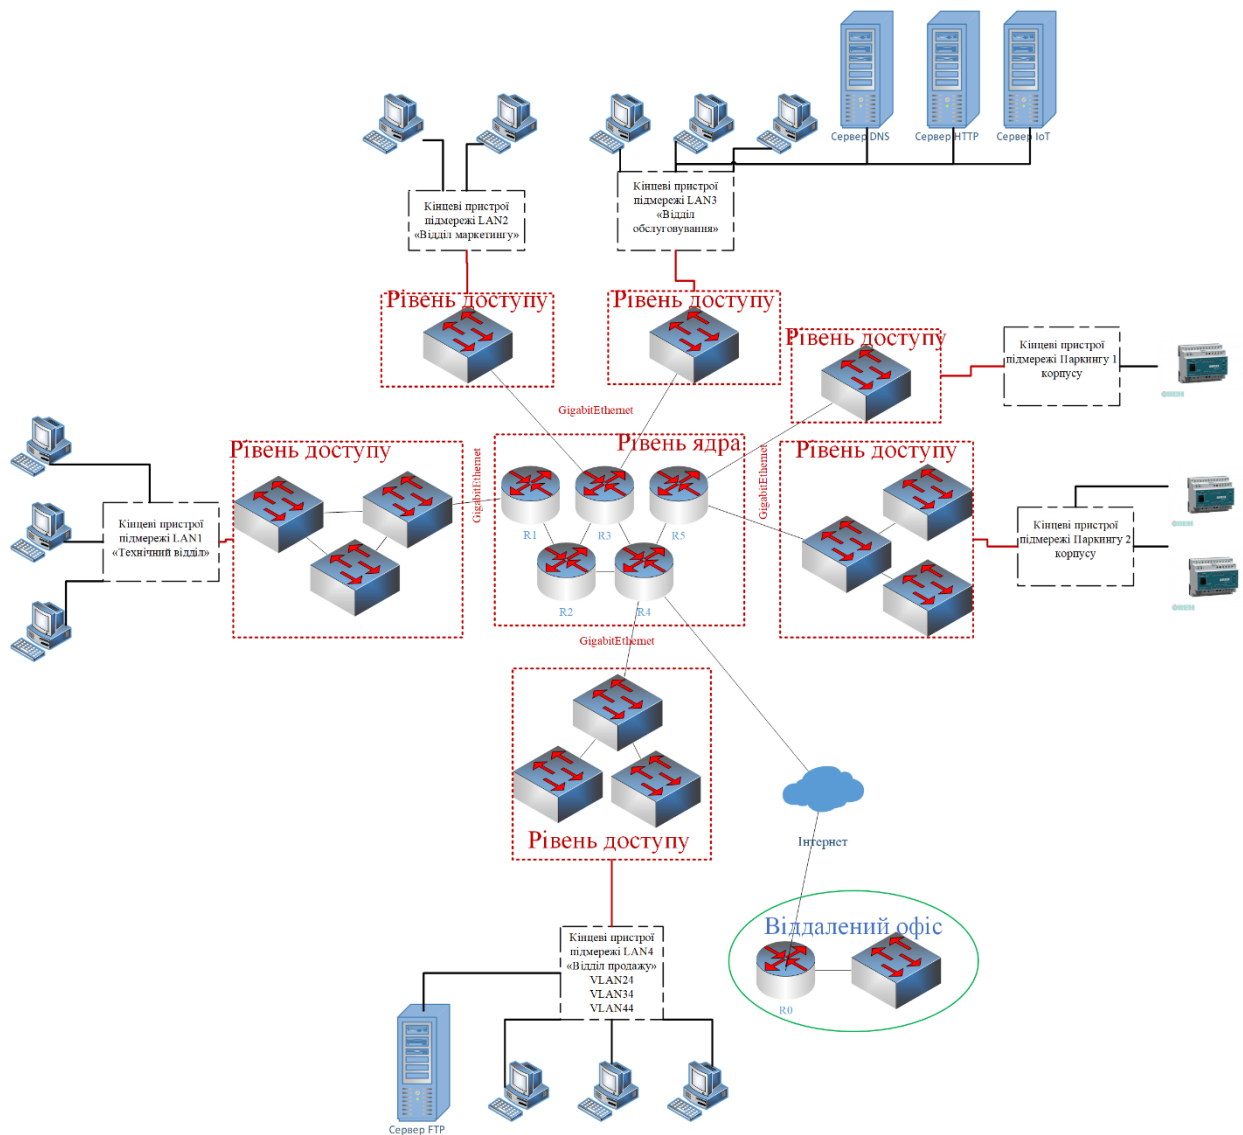 Сервер DNS
Сервер HTTP
Сервер IoT
Кінцеві пристрої
підмережі LAN2
«Відділ маркетингу»
Кінцеві пристрої
підмережі LAN3
«Відділ
обслуговування»
Рівень доступу
Рівень доступу
Рівень доступу
Кінцеві пристрої
підмережі Паркингу 1
корпусу
GigabitEthernet
Рівень доступу
Рівень ядра
Рівень доступу
GigabitEthernet
GigabitEthernet
Кінцеві пристрої
підмережі LAN1
«Технічний відділ»
R1
R3
R5
Кінцеві пристрої
підмережі Паркингу 2
корпусу
R2
R4
GigabitEthernet
Рівень доступу
Інтернет
Віддалений офіс
R0
Кінцеві пристрої
підмережі LAN4
«Відділ продажу»
VLAN24
VLAN34
VLAN44
Сервер FTP